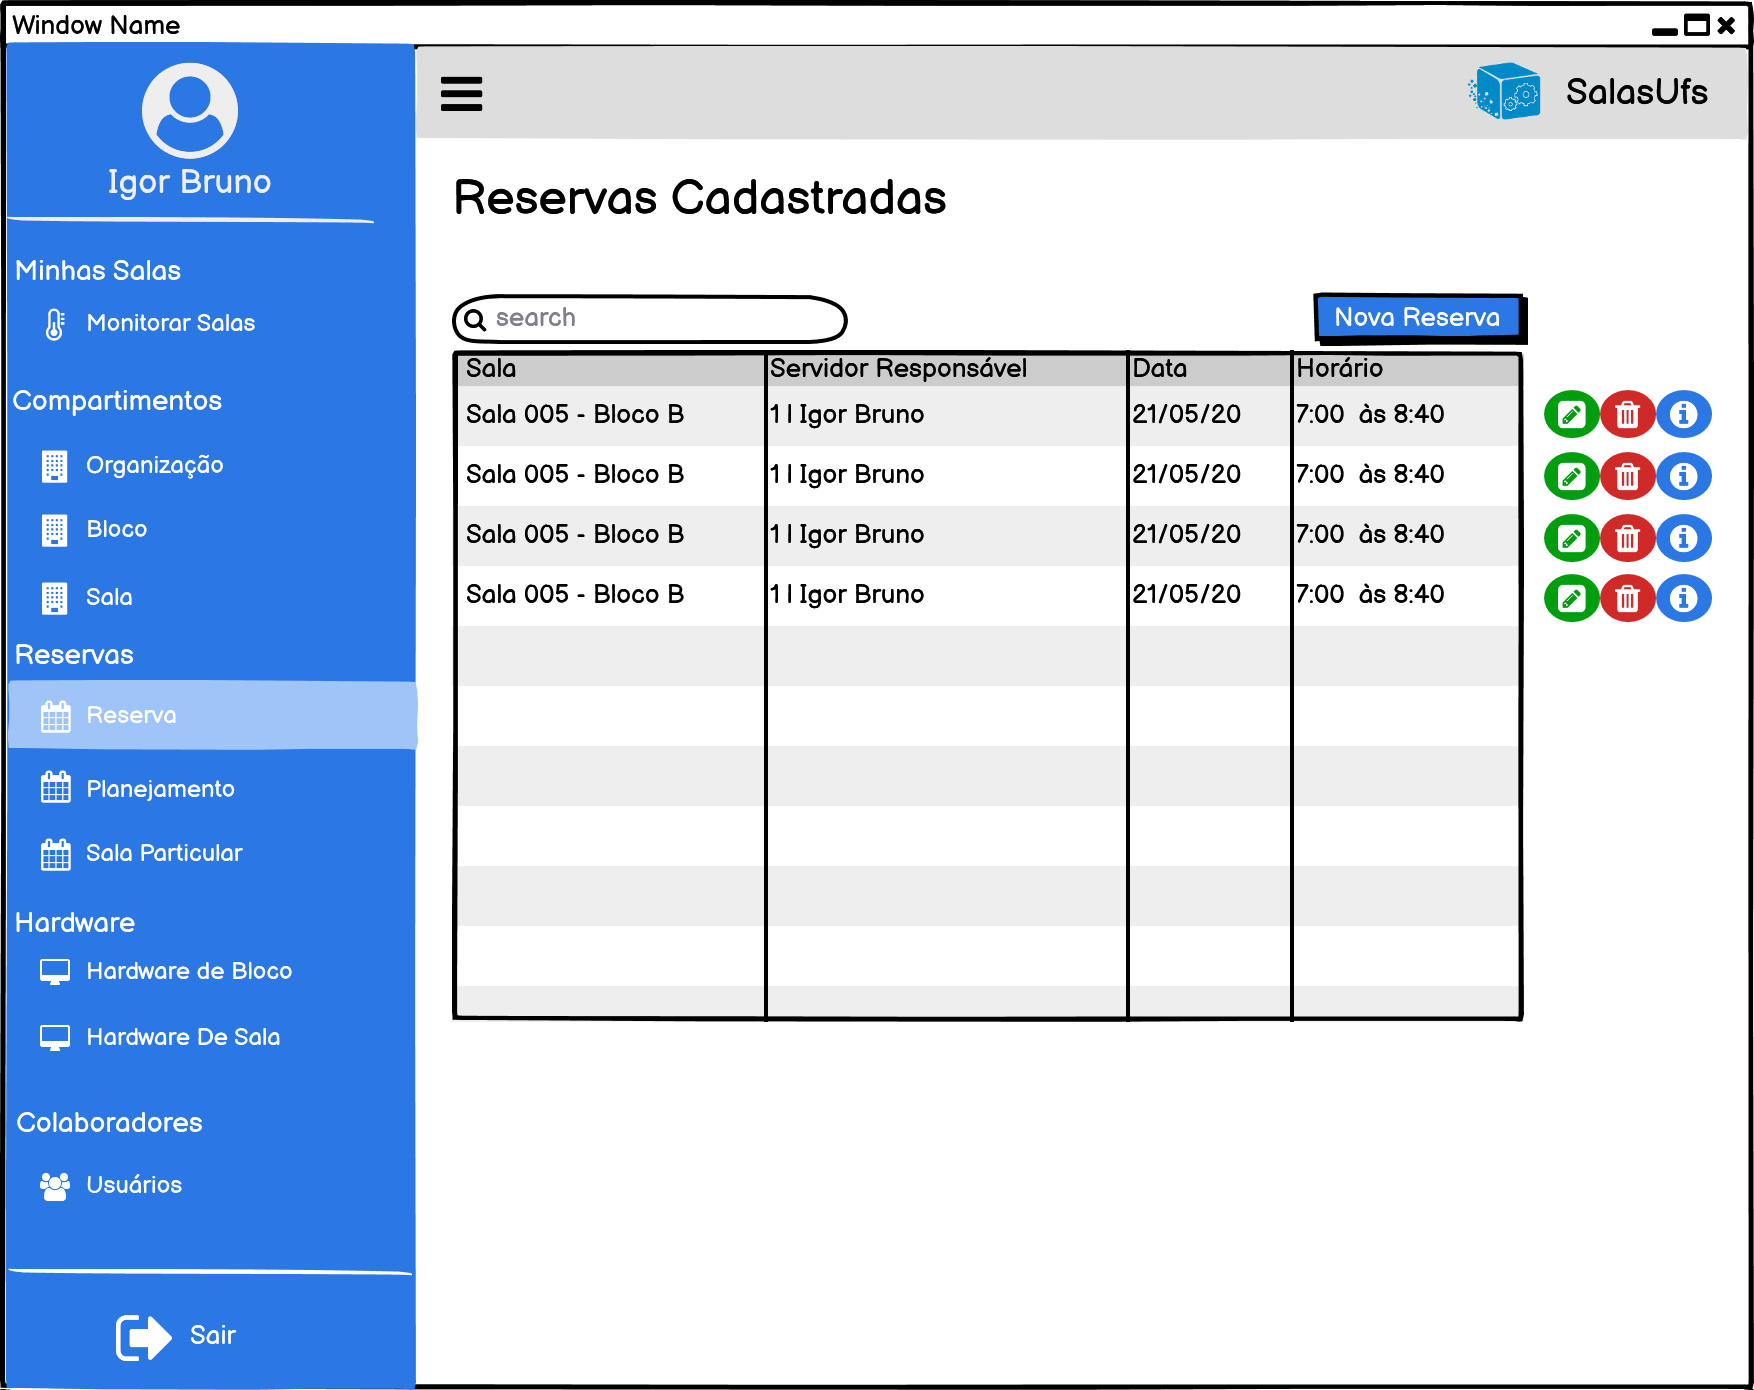 Window Name
SalasUfs
Igor Bruno
Minhas Salas
Monitorar Salas
Compartimentos
Organização
Bloco
Sala
Reservas
Reserva
Planejamento
Sala Particular
Hardware
Hardware de Bloco
Hardware De Sala
Colaboradores
Usuários
Sair
Reservas Cadastradas
search
Nova Reserva
Sala Servidor Responsável Data Horário
Sala 005 - Bloco B 1 | Igor Bruno 21/05/20 7:00 às 8:40
Sala 005 - Bloco B 1 | Igor Bruno 21/05/20 7:00 às 8:40
Sala 005 - Bloco B 1 | Igor Bruno 21/05/20 7:00 às 8:40
Sala 005 - Bloco B 1 | Igor Bruno 21/05/20 7:00 às 8:40